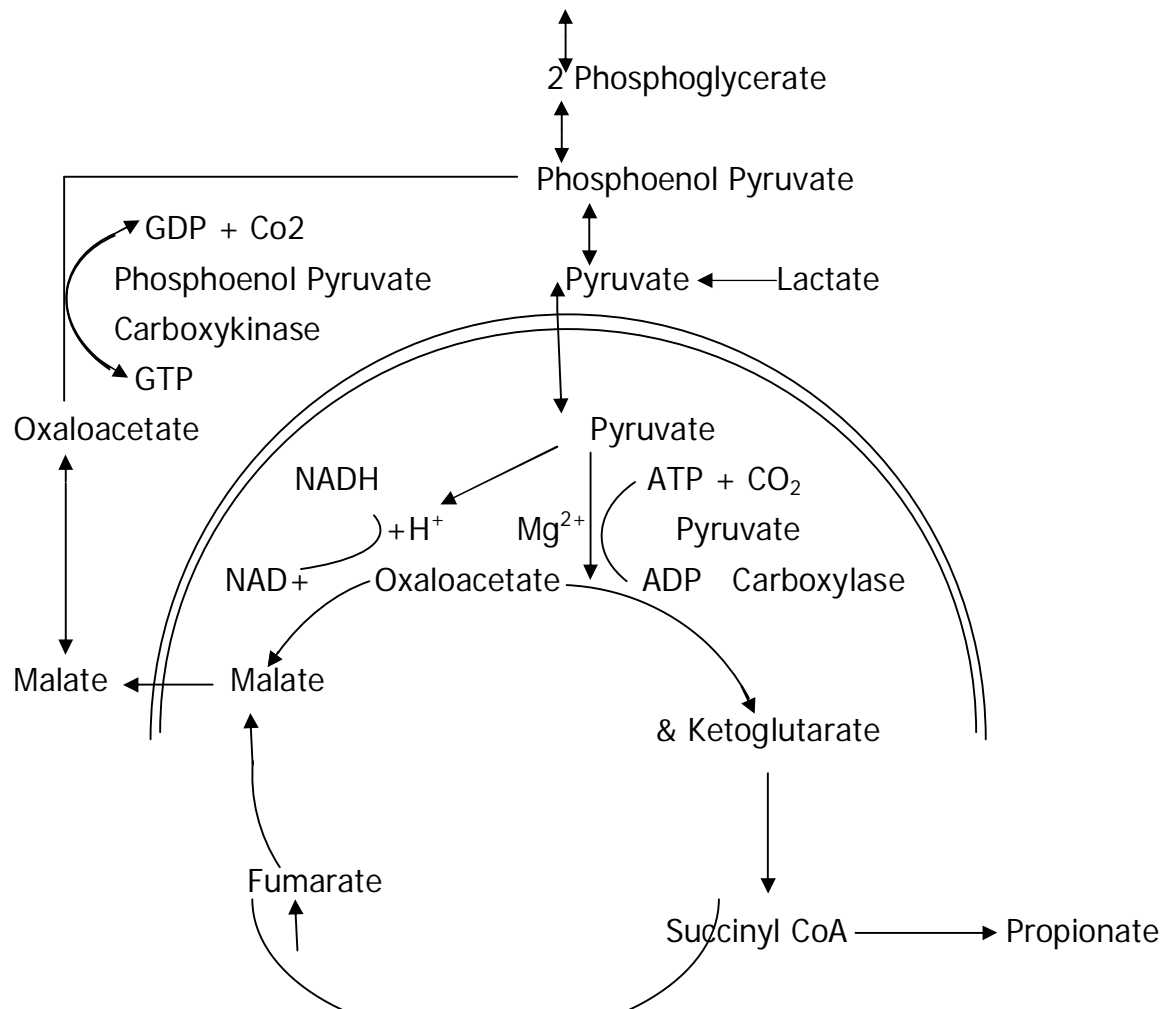 2 Phosphoglycerate
Phosphoenol Pyruvate
GDP + Co2
Phosphoenol Pyruvate
Carboxykinase
GTP
Pyruvate
Lactate
Oxaloacetate
Pyruvate
NADH
+H⁺
NAD+
Mg²⁺
ATP + CO₂
Pyruvate
ADP Carboxylase
Oxaloacetate
Malate
Malate
& Ketoglutarate
Fumarate
Succinyl CoA
Propionate